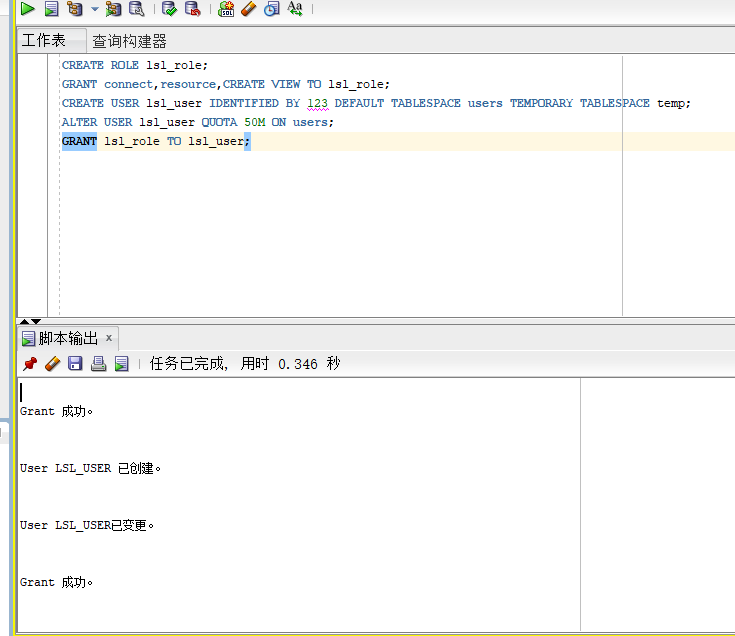 工作表 查询构建器
CREATE ROLE lsl_role;
GRANT connect,resource,CREATE VIEW TO lsl_role;
CREATE USER lsl_user IDENTIFIED BY 123 DEFAULT TABLESPACE users TEMPORARY TABLESPACE temp;
ALTER USER lsl_user QUOTA 50M ON users;
GRANT lsl_role TO lsl_user;
脚本输出 x
任务已完成, 用时 0.346 秒
Grant 成功。
User LSL_USER 已创建。
User LSL_USER已变更。
Grant 成功。